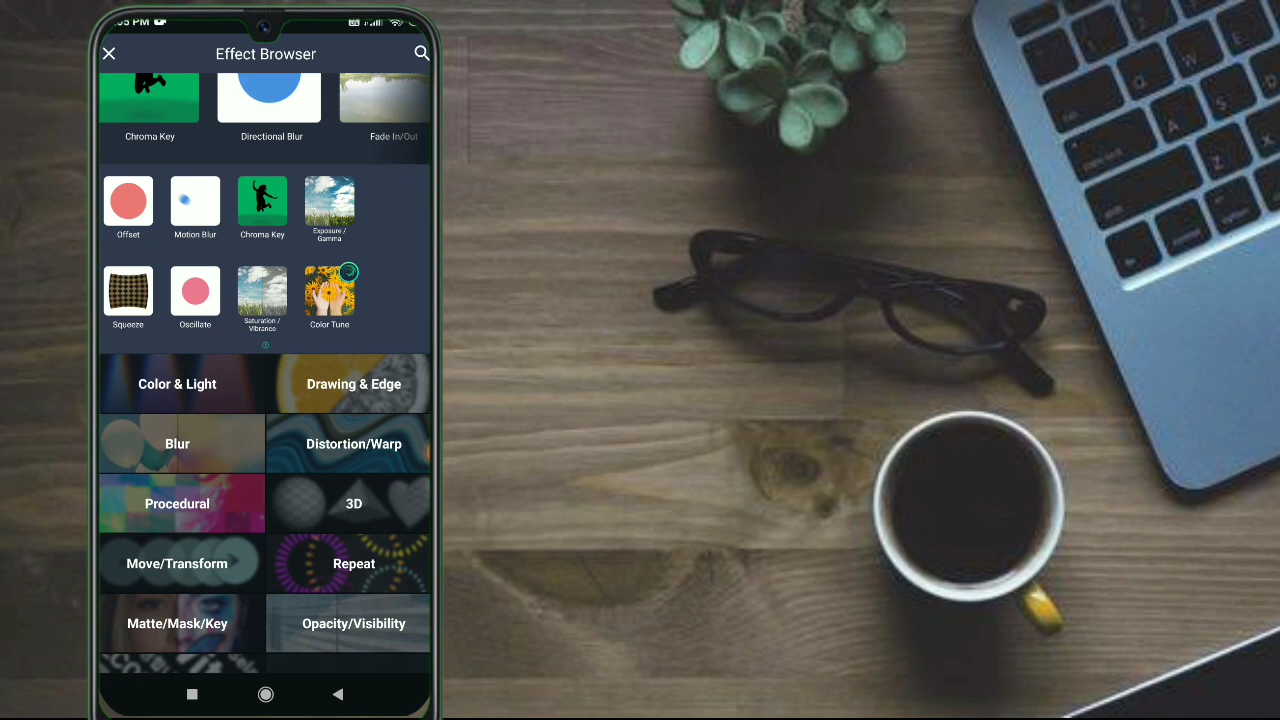 :05 PM
Effect Browser
Chroma Key
Directional Blur
Fade In/Out
Offset
Motion Blur
Chroma Key
Exposure /
Gamma
Squeeze
Oscillate
Saturation /
Vibrance
Color Tune
Color & Light
Drawing & Edge
Blur
Distortion/Warp
Procedural
3D
Move/Transform
Repeat
Matte/Mask/Key
Opacity/Visibility
W
E
Q
S
D
A
Z
X